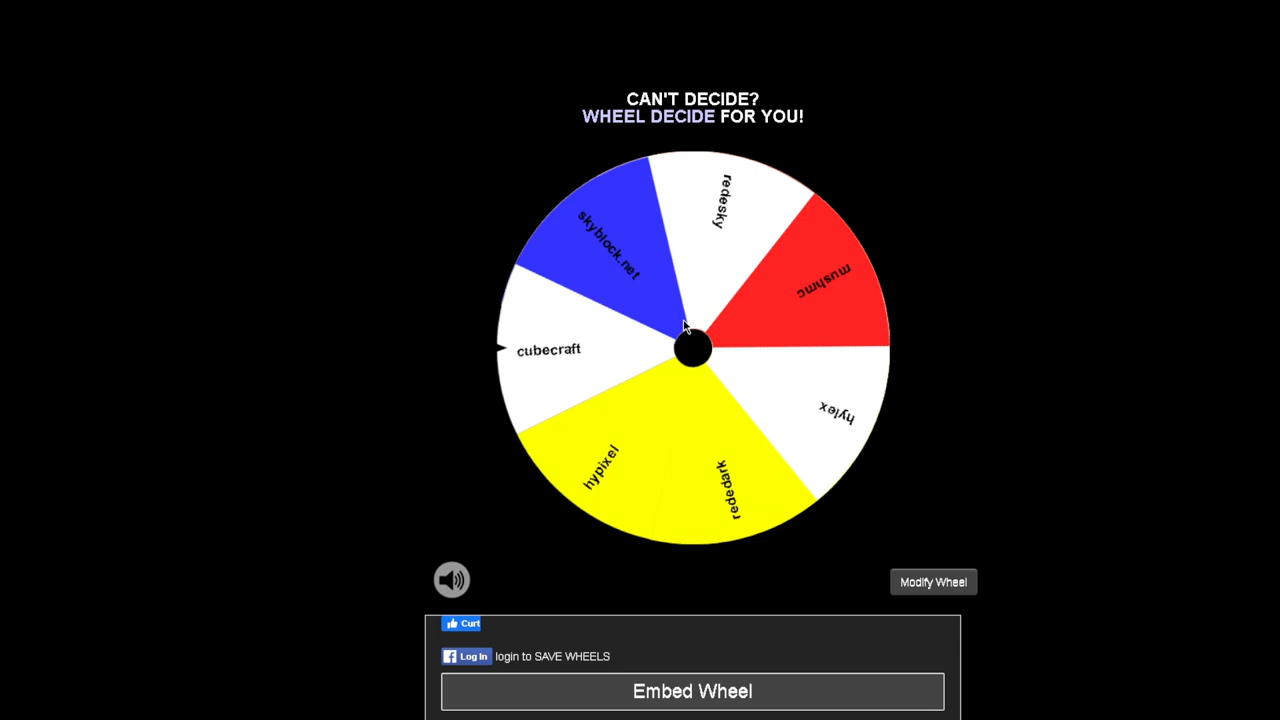 CAN'T DECIDE?
WHEEL DECIDE FOR YOU!
redesky
skyblock.net
mushmc
cubecraft
hylex
hypixel
rededark
Modify Wheel
Curt
Log In login to SAVE WHEELS
Embed Wheel